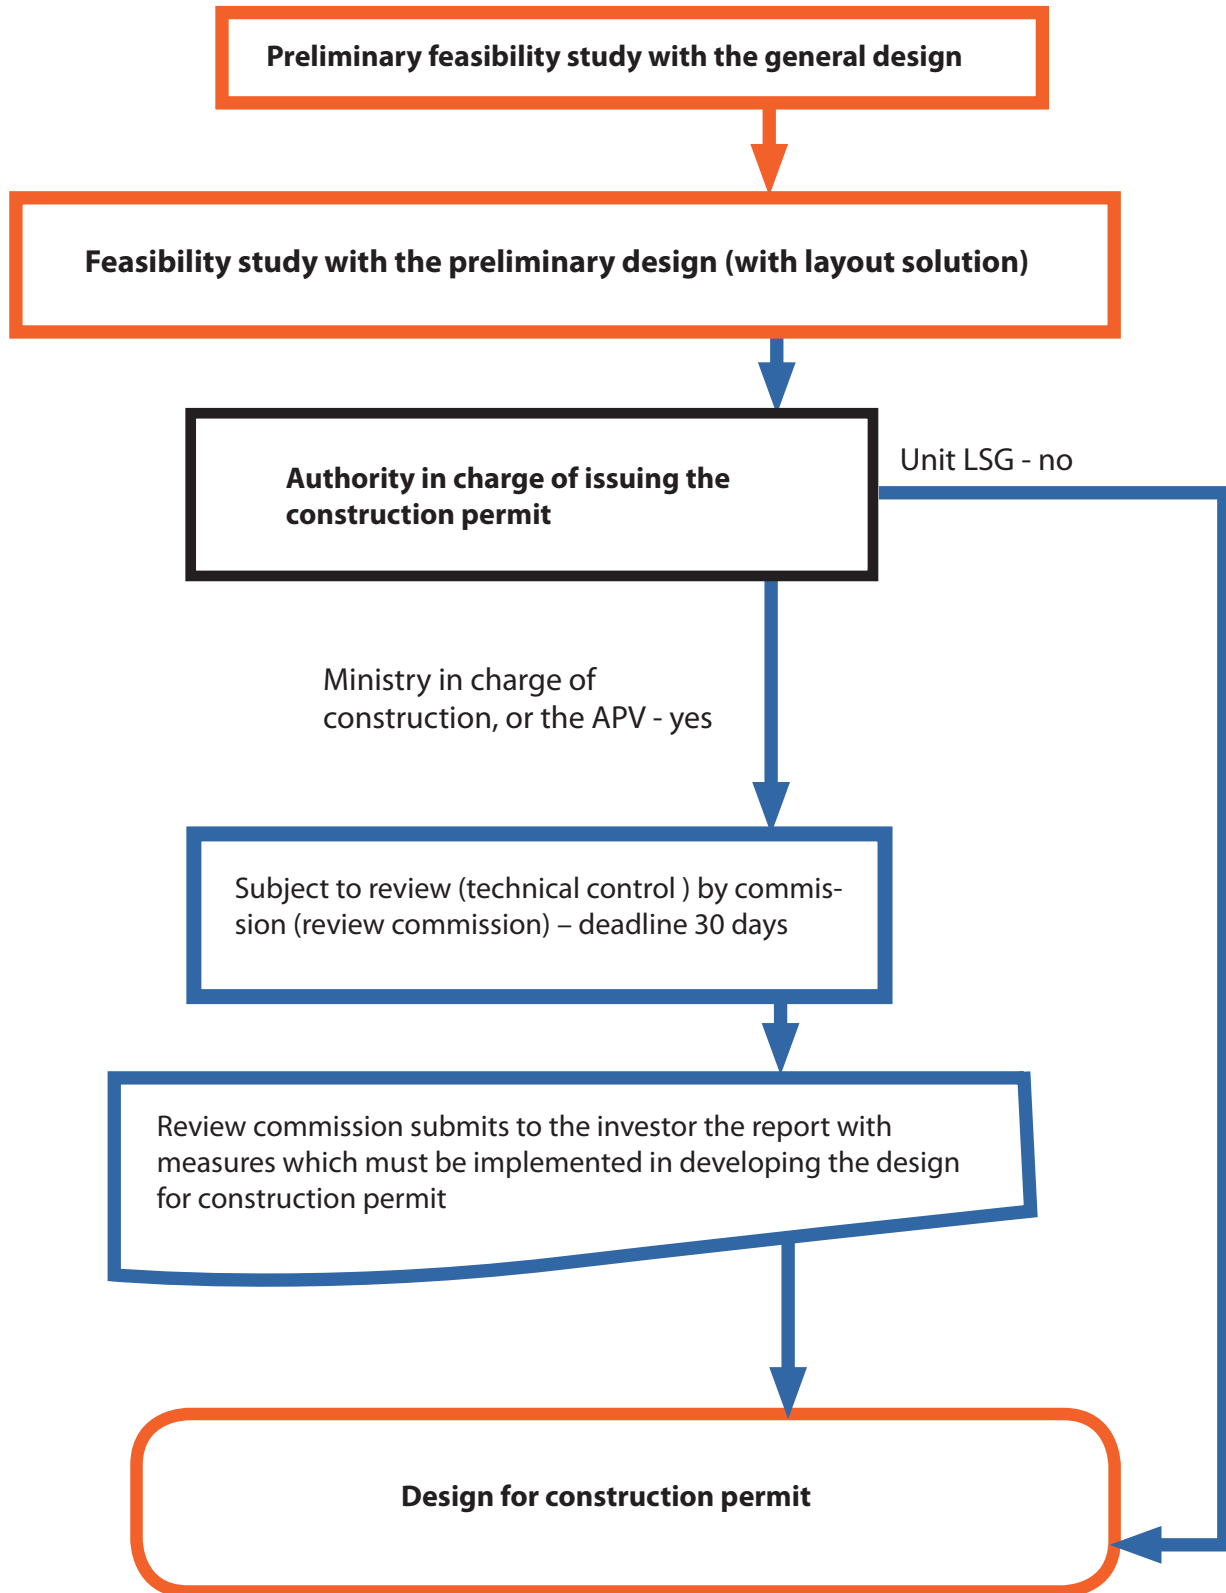 Preliminary feasibility study with the general design
Feasibility study with the preliminary design (with layout solution)
Authority in charge of issuing the
construction permit
Unit LSG - no
Ministry in charge of
construction, or the APV - yes
Subject to review (technical control ) by commis-
sion (review commission) – deadline 30 days
Review commission submits to the investor the report with
measures which must be implemented in developing the design
for construction permit
Design for construction permit